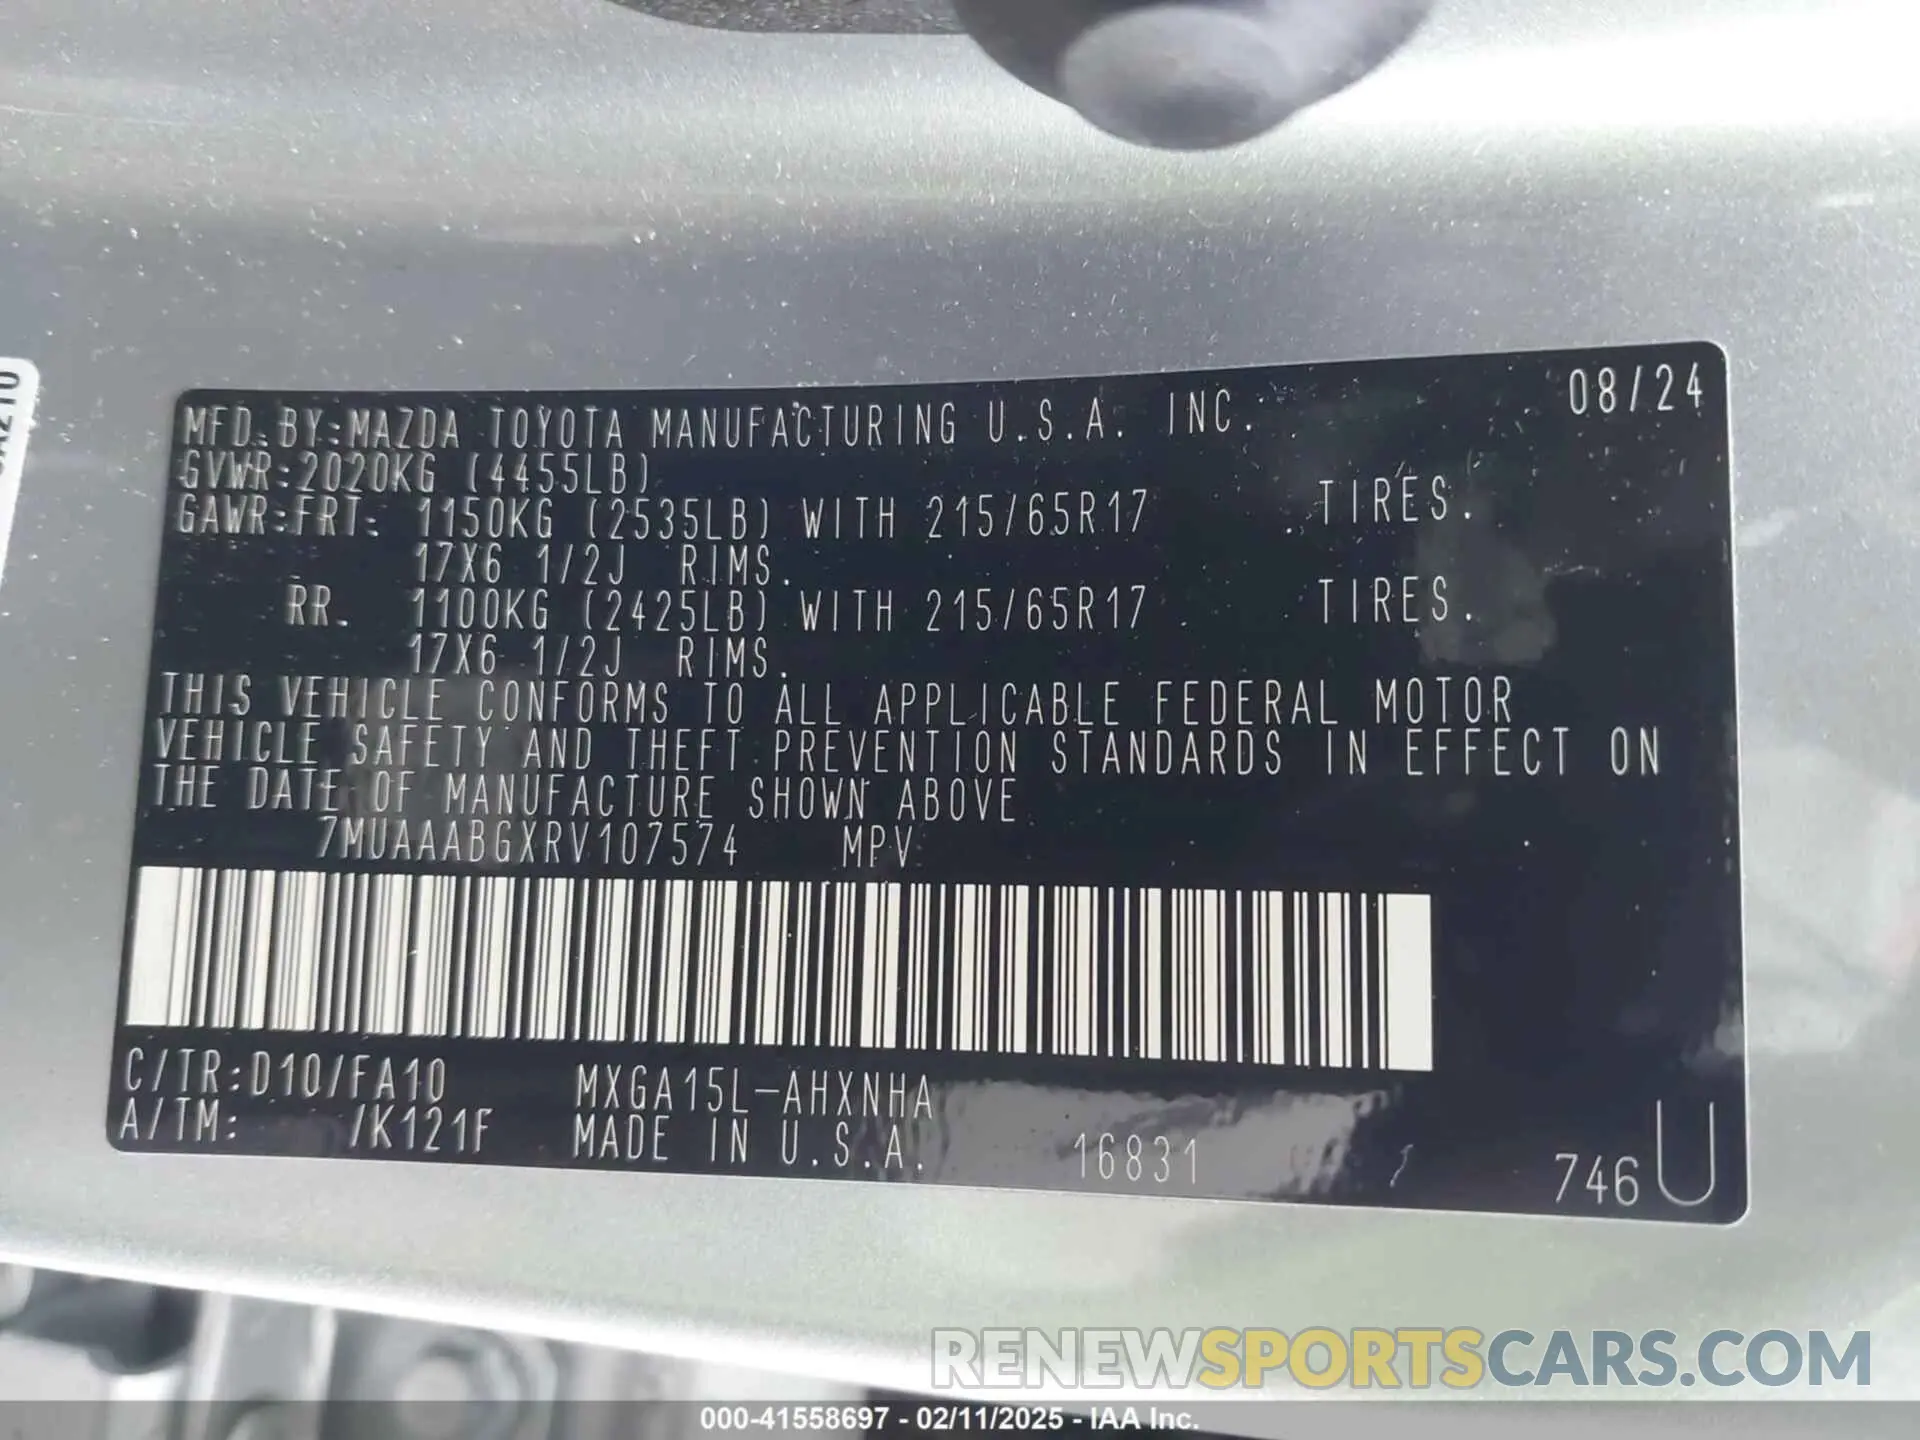 08/24
MFD. BY: MAZDA TOYOTA MANUFACTURING U.S.A. INC.
GVWR: 2020KG (4455LB)
GAWR: FRT: 1150KG (2535LB) WITH 215/65R17 TIRES.
17X6 1/2J RIMS.
RR. 1100KG (2425LB) WITH 215/65R17 TIRES.
17X6 1/2J RIMS.
THIS VEHICLE CONFORMS TO ALL APPLICABLE FEDERAL MOTOR
VEHICLE SAFETY AND THEFT PREVENTION STANDARDS IN EFFECT ON
THE DATE OF MANUFACTURE SHOWN ABOVE
7MUAAABGXRV107574 MPV
C/TR: D10/FA10 MXGA15L-AHXNHA
A/TM: /K121F MADE IN U.S.A. 16831
746 U
RENEWSPORTSCARS.COM
000-41558697 - 02/11/2025 - IAA Inc.